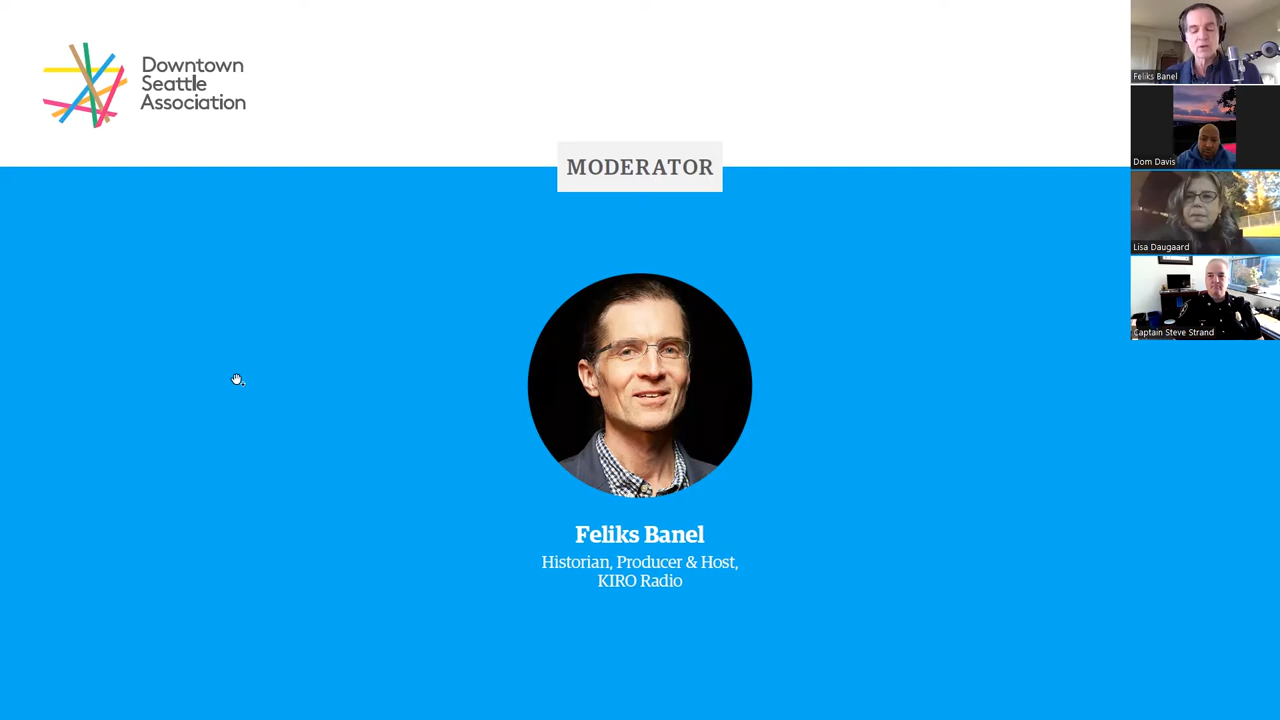 Downtown
Seattle
Association
MODERATOR
Feliks Banel
Historian, Producer & Host,
KIRO Radio
Feliks Banel
Dom Davis
Lisa Daugaard
Captain Steve Strand